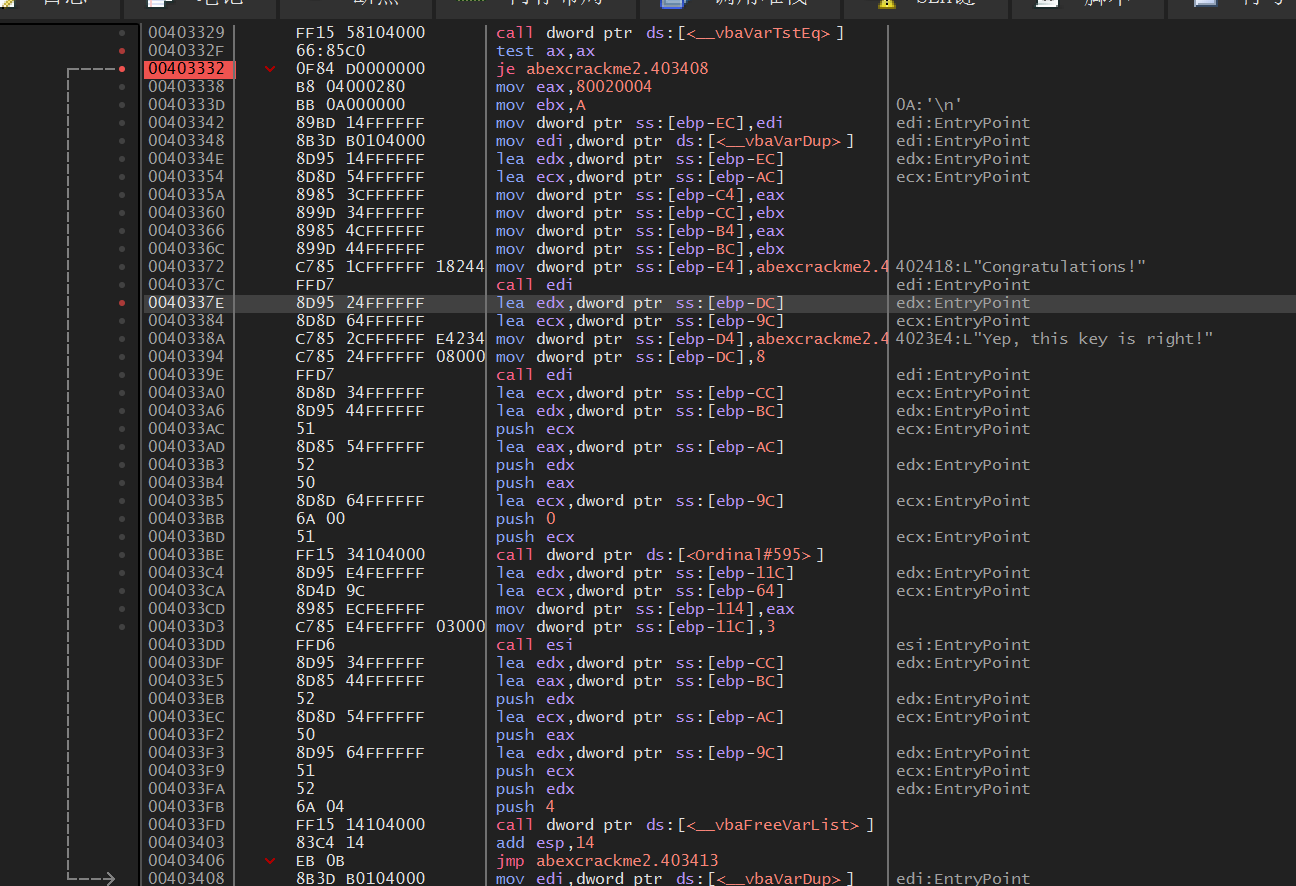 00403329 FF15 58104000 call dword ptr ds:[<__vbaVarTstEq>]
0040332F 66:85C0 test ax,ax
00403332 0F84 D0000000 je abexcrackme2.403408
00403338 B8 04000280 mov eax,80020004
0040333D BB 0A000000 mov ebx,A 0A:'\n'
00403342 89BD 14FFFFFF mov dword ptr ss:[ebp-EC],edi edi:EntryPoint
00403348 8B3D B0104000 mov edi,dword ptr ds:[<__vbaVarDup>] edi:EntryPoint
0040334E 8D95 14FFFFFF lea edx,dword ptr ss:[ebp-EC] edx:EntryPoint
00403354 8D8D 54FFFFFF lea ecx,dword ptr ss:[ebp-AC] ecx:EntryPoint
0040335A 8985 3CFFFFFF mov dword ptr ss:[ebp-C4],eax
00403360 899D 34FFFFFF mov dword ptr ss:[ebp-CC],ebx
00403366 8985 4CFFFFFF mov dword ptr ss:[ebp-B4],eax
0040336C 899D 44FFFFFF mov dword ptr ss:[ebp-BC],ebx
00403372 C785 1CFFFFFF 18244 mov dword ptr ss:[ebp-E4],abexcrackme2.4 402418:L"Congratulations!"
0040337C FFD7 call edi edi:EntryPoint
0040337E 8D95 24FFFFFF lea edx,dword ptr ss:[ebp-DC] edx:EntryPoint
00403384 8D8D 64FFFFFF lea ecx,dword ptr ss:[ebp-9C] ecx:EntryPoint
0040338A C785 2CFFFFFF E4234 mov dword ptr ss:[ebp-D4],abexcrackme2.4 4023E4:L"Yep, this key is right!"
00403394 C785 24FFFFFF 08000 mov dword ptr ss:[ebp-DC],8
0040339E FFD7 call edi edi:EntryPoint
004033A0 8D8D 34FFFFFF lea ecx,dword ptr ss:[ebp-CC] ecx:EntryPoint
004033A6 8D95 44FFFFFF lea edx,dword ptr ss:[ebp-BC] edx:EntryPoint
004033AC 51 push ecx ecx:EntryPoint
004033AD 8D85 54FFFFFF lea eax,dword ptr ss:[ebp-AC]
004033B3 52 push edx edx:EntryPoint
004033B4 50 push eax
004033B5 8D8D 64FFFFFF lea ecx,dword ptr ss:[ebp-9C] ecx:EntryPoint
004033BB 6A 00 push 0
004033BD 51 push ecx ecx:EntryPoint
004033BE FF15 34104000 call dword ptr ds:[<Ordinal#595>]
004033C4 8D95 E4FEFFFF lea edx,dword ptr ss:[ebp-11C] edx:EntryPoint
004033CA 8D4D 9C lea ecx,dword ptr ss:[ebp-64] ecx:EntryPoint
004033CD 8985 ECFEFFFF mov dword ptr ss:[ebp-114],eax
004033D3 C785 E4FEFFFF 03000 mov dword ptr ss:[ebp-11C],3
004033DD FFD6 call esi esi:EntryPoint
004033DF 8D95 34FFFFFF lea edx,dword ptr ss:[ebp-CC] edx:EntryPoint
004033E5 8D85 44FFFFFF lea eax,dword ptr ss:[ebp-BC]
004033EB 52 push edx edx:EntryPoint
004033EC 8D8D 54FFFFFF lea ecx,dword ptr ss:[ebp-AC] ecx:EntryPoint
004033F2 50 push eax
004033F3 8D95 64FFFFFF lea edx,dword ptr ss:[ebp-9C] edx:EntryPoint
004033F9 51 push ecx ecx:EntryPoint
004033FA 52 push edx edx:EntryPoint
004033FB 6A 04 push 4
004033FD FF15 14104000 call dword ptr ds:[<__vbaFreeVarList>]
00403403 83C4 14 add esp,14
00403406 EB 0B jmp abexcrackme2.403413
00403408 8B3D B0104000 mov edi,dword ptr ds:[<__vbaVarDup>] edi:EntryPoint